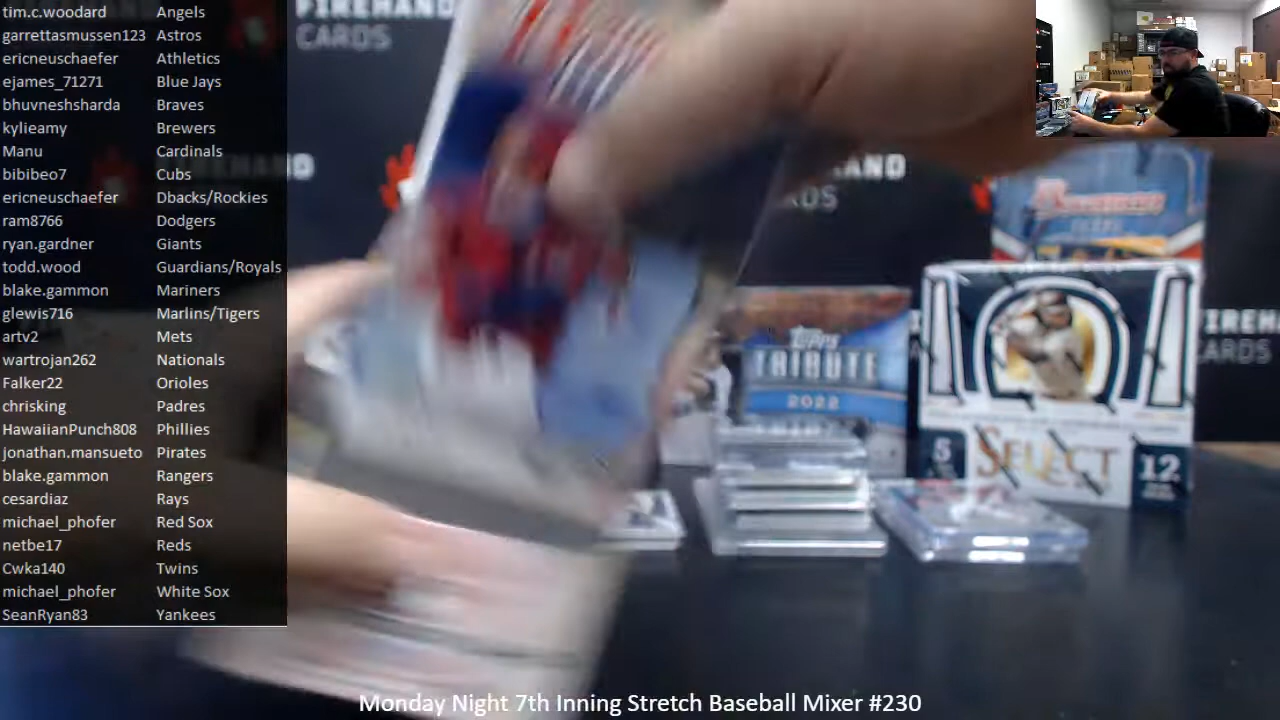 tim.c.woodard Angels
garrettasmussen123 Astros
ericneuschaefer Athletics
ejames_71271 Blue Jays
bhuvneshsharda Braves
kylieamy Brewers
Manu Cardinals
bibibeo7 Cubs
ericneuschaefer Dbacks/Rockies
ram8766 Dodgers
ryan.gardner Giants
todd.wood Guardians/Royals
blake.gammon Mariners
glewis716 Marlins/Tigers
artv2 Mets
wartrojan262 Nationals
Falker22 Orioles
chrisking Padres
HawaiianPunch808 Phillies
jonathan.mansueto Pirates
blake.gammon Rangers
cesardiaz Rays
michael_phofer Red Sox
netbe17 Reds
Cwka140 Twins
michael_phofer White Sox
SeanRyan83 Yankees
FIREHAND
CARDS
Bowman
Topps
TRIBUTE
2022
5
SELECT
12
FIREHA
CARDS
Monday Night 7th Inning Stretch Baseball Mixer #230